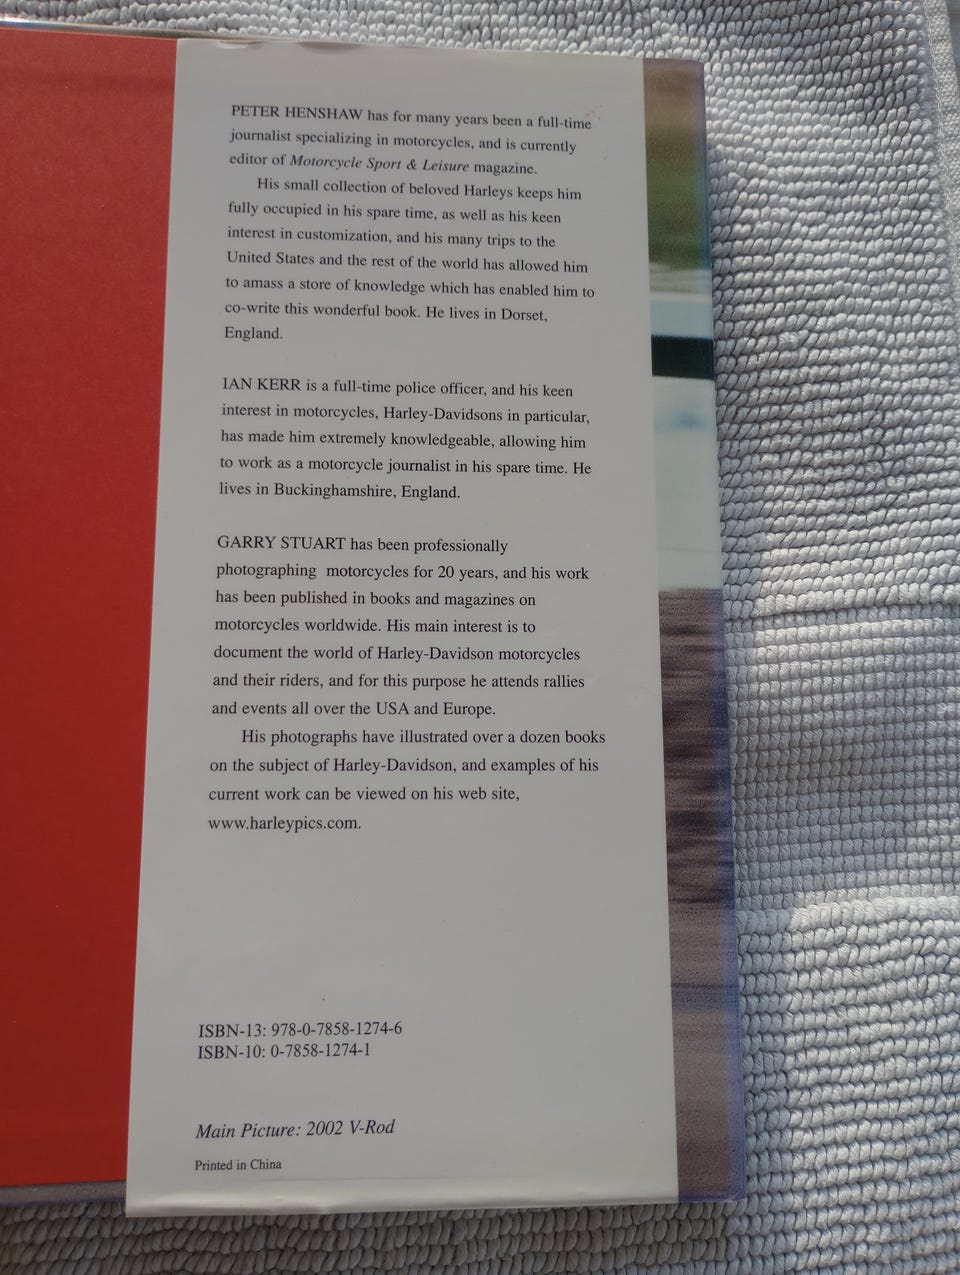 PETER HENSHAW has for many years been a full-time
journalist specializing in motorcycles, and is currently
editor of Motorcycle Sport & Leisure magazine.
His small collection of beloved Harleys keeps him
fully occupied in his spare time, as well as his keen
interest in customization, and his many trips to the
United States and the rest of the world has allowed him
to amass a store of knowledge which has enabled him to
co-write this wonderful book. He lives in Dorset,
England.
IAN KERR is a full-time police officer, and his keen
interest in motorcycles, Harley-Davidsons in particular,
has made him extremely knowledgeable, allowing him
to work as a motorcycle journalist in his spare time. He
lives in Buckinghamshire, England.
GARRY STUART has been professionally
photographing motorcycles for 20 years, and his work
has been published in books and magazines on
motorcycles worldwide. His main interest is to
document the world of Harley-Davidson motorcycles
and their riders, and for this purpose he attends rallies
and events all over the USA and Europe.
His photographs have illustrated over a dozen books
on the subject of Harley-Davidson, and examples of his
current work can be viewed on his web site,
www.harleypics.com.
ISBN-13: 978-0-7858-1274-6
ISBN-10: 0-7858-1274-1
Main Picture: 2002 V-Rod
Printed in China